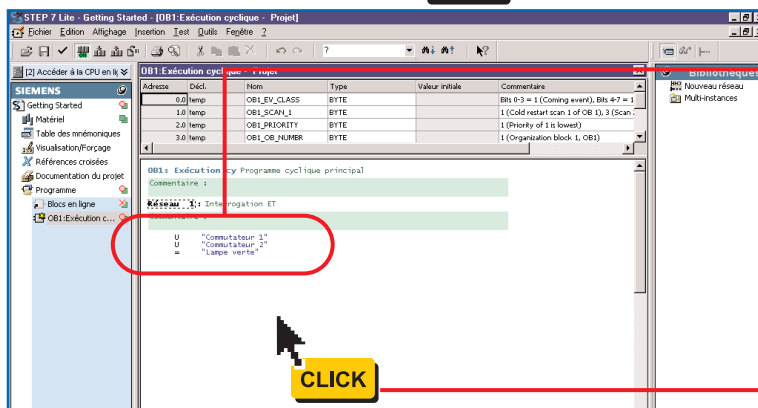 STEP 7 Lite - Getting Started - [OB1:Exécution cyclique - Projet]
Fichier Edition Affichage Insertion Test Outils Fenêtre ?
?
[2] Accéder à la CPU en lig
SIEMENS
Getting Started
Matériel
Table des mnémoniques
Visualisation/Forçage
Références croisées
Documentation du projet
Programme
Blocs en ligne
OB1:Exécution c...
OB1:Exécution cyclique - Projet
Adresse Décl. Nom Type Valeur initiale Commentaire
0.0 temp OB1_EV_CLASS BYTE Bits 0-3 = 1 (Coming event), Bits 4-7 = 1
1.0 temp OB1_SCAN_1 BYTE 1 (Cold restart scan 1 of OB 1), 3 (Scan
2.0 temp OB1_PRIORITY BYTE 1 (Priority of 1 is lowest)
3.0 temp OB1_OB_NUMBR BYTE 1 (Organization block 1, OB1)
OB1: Exécution cy Programme cyclique principal
Commentaire :
Réseau 1: Interrogation ET
Commentaire :
U "Commutateur 1"
U "Commutateur 2"
= "Lampe verte"
CLICK
Bibliothèques
Nouveau réseau
Multi-instances